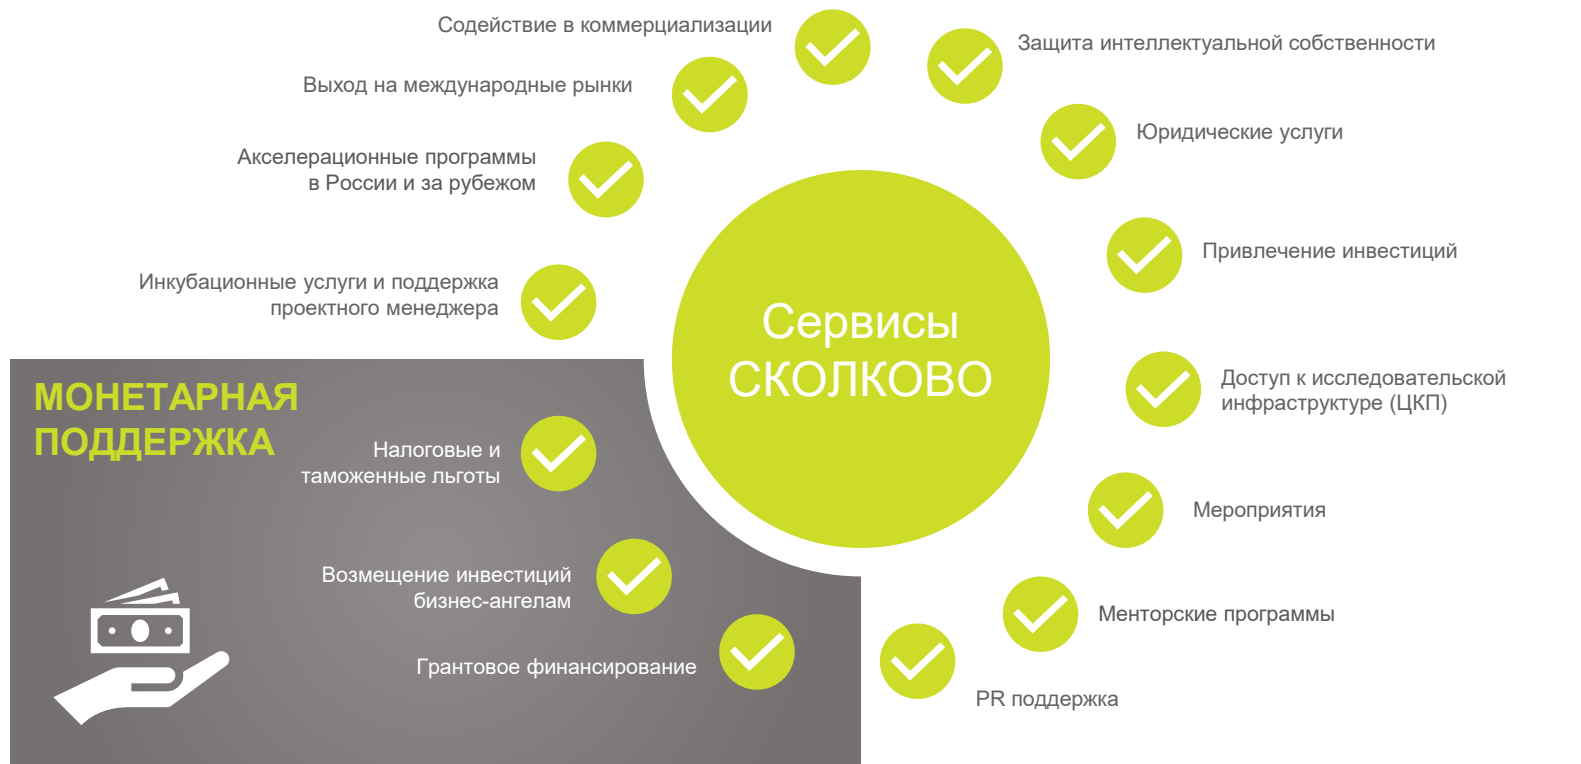 Содействие в коммерциализации
Защита интеллектуальной собственности
Выход на международные рынки
Юридические услуги
Акселерационные программы
в России и за рубежом
Привлечение инвестиций
Инкубационные услуги и поддержка
проектного менеджера
Сервисы
СКОЛКОВО
Доступ к исследовательской
инфраструктуре (ЦКП)
МОНЕТАРНАЯ
ПОДДЕРЖКА
Налоговые и
таможенные льготы
Мероприятия
Возмещение инвестиций
бизнес-ангелам
Менторские программы
Грантовое финансирование
PR поддержка